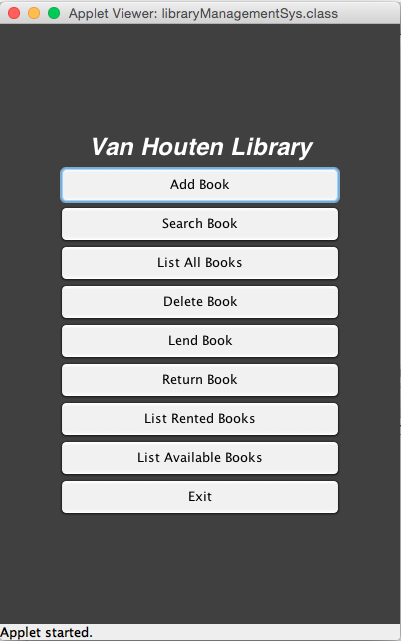 Applet Viewer: libraryManagementSys.class
Van Houten Library
Add Book
Search Book
List All Books
Delete Book
Lend Book
Return Book
List Rented Books
List Available Books
Exit
Applet started.